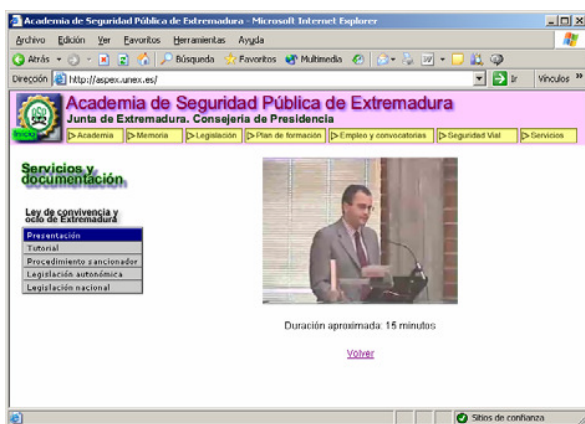 Academia de Seguridad Pública de Extremadura - Microsoft Internet Explorer
Archivo Edición Ver Favoritos Herramientas Ayuda
Atrás Búsqueda Favoritos Multimedia
Dirección http://aspex.unex.es/ Ir Vínculos »
Academia de Seguridad Pública de Extremadura
Junta de Extremadura. Consejería de Presidencia
Inicio Academia Memoria Legislación Plan de formación Empleo y convocatorias Seguridad Vial Servicios
Servicios y
documentación
Ley de convivencia y
ocio de Extremadura
Presentación
Tutorial
Procedimiento sancionador
Legislación autonómica
Legislación nacional
Duración aproximada: 15 minutos
Volver
Sitios de confianza